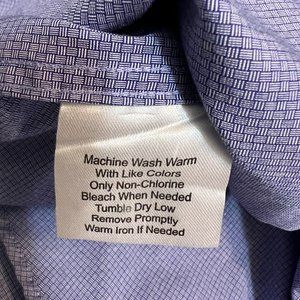 Machine Wash Warm
With Like Colors
Only Non-Chlorine
Bleach When Needed
Tumble Dry Low
Remove Promptly
Warm Iron If Needed